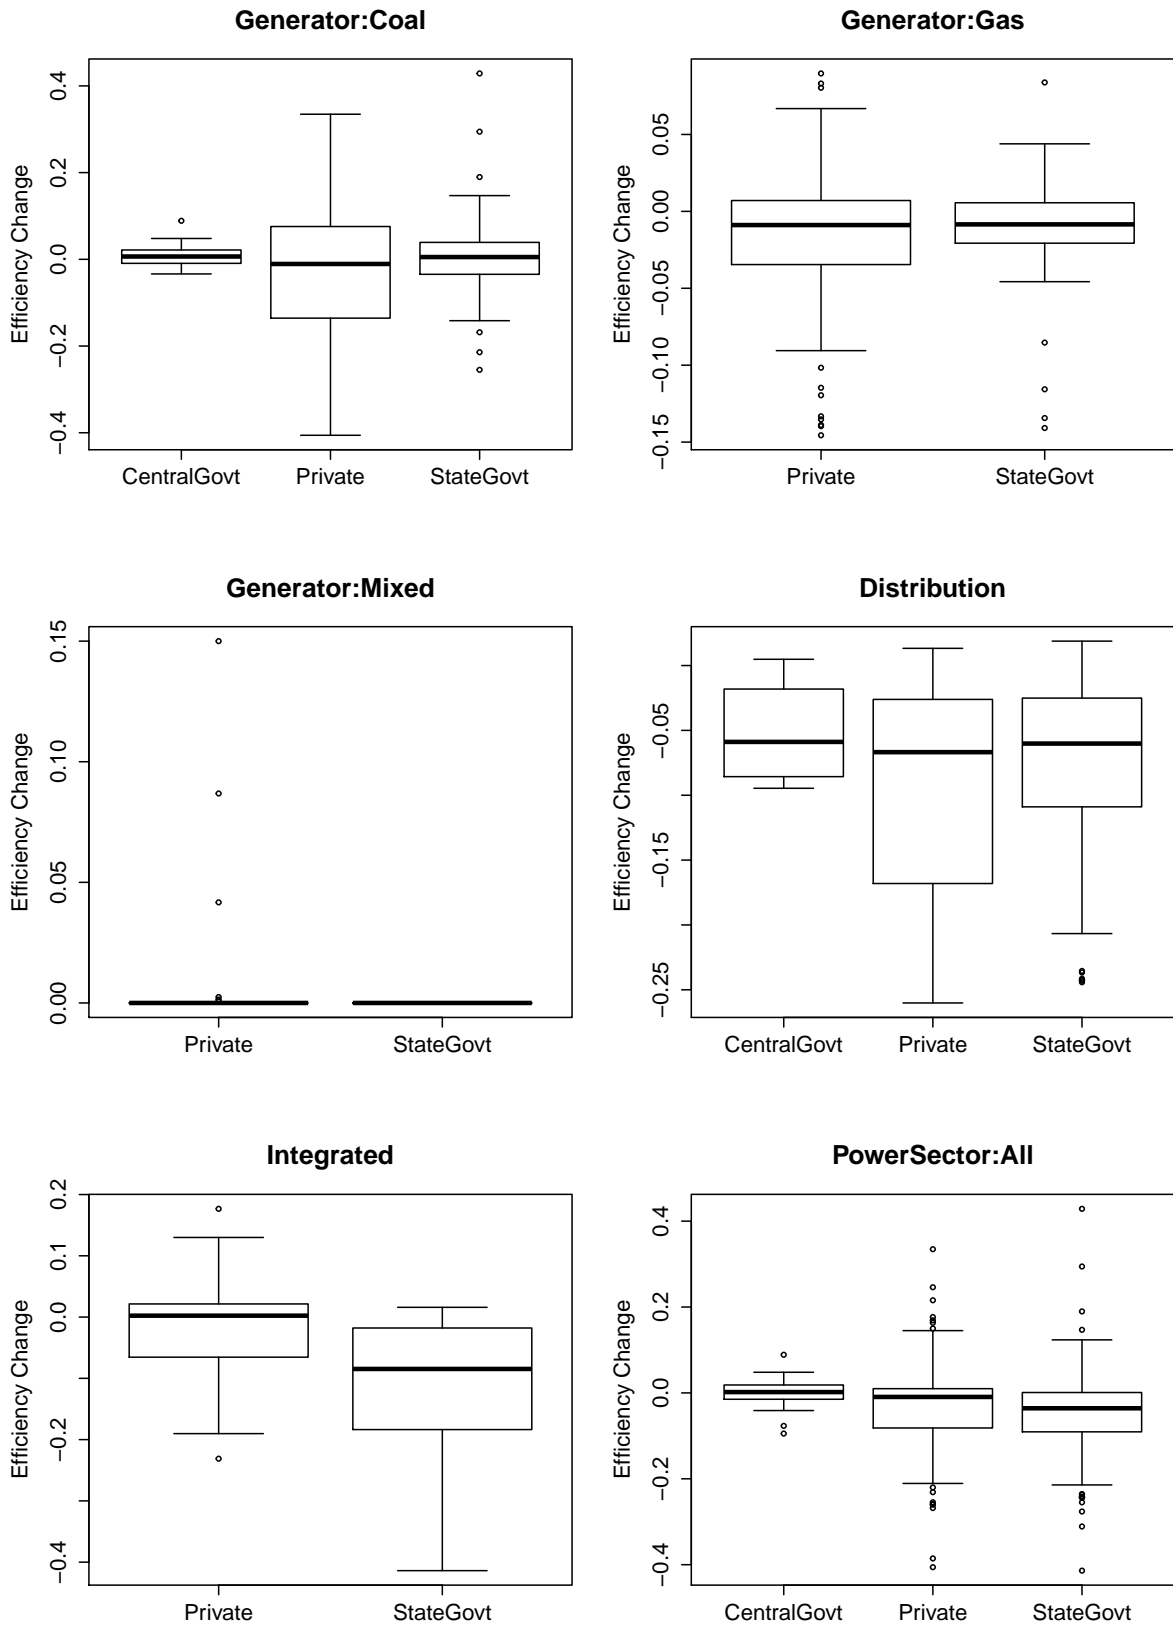 Generator:Coal
Efficiency Change
0.4
0.2
0.0
−0.2
−0.4
CentralGovt Private StateGovt
Generator:Gas
Efficiency Change
0.05
0.00
−0.05
−0.10
−0.15
Private StateGovt
Generator:Mixed
Efficiency Change
0.15
0.10
0.05
0.00
Private StateGovt
Distribution
Efficiency Change
−0.05
−0.15
−0.25
CentralGovt Private StateGovt
Integrated
Efficiency Change
0.2
0.1
0.0
−0.2
−0.4
Private StateGovt
PowerSector:All
Efficiency Change
0.4
0.2
0.0
−0.2
−0.4
CentralGovt Private StateGovt